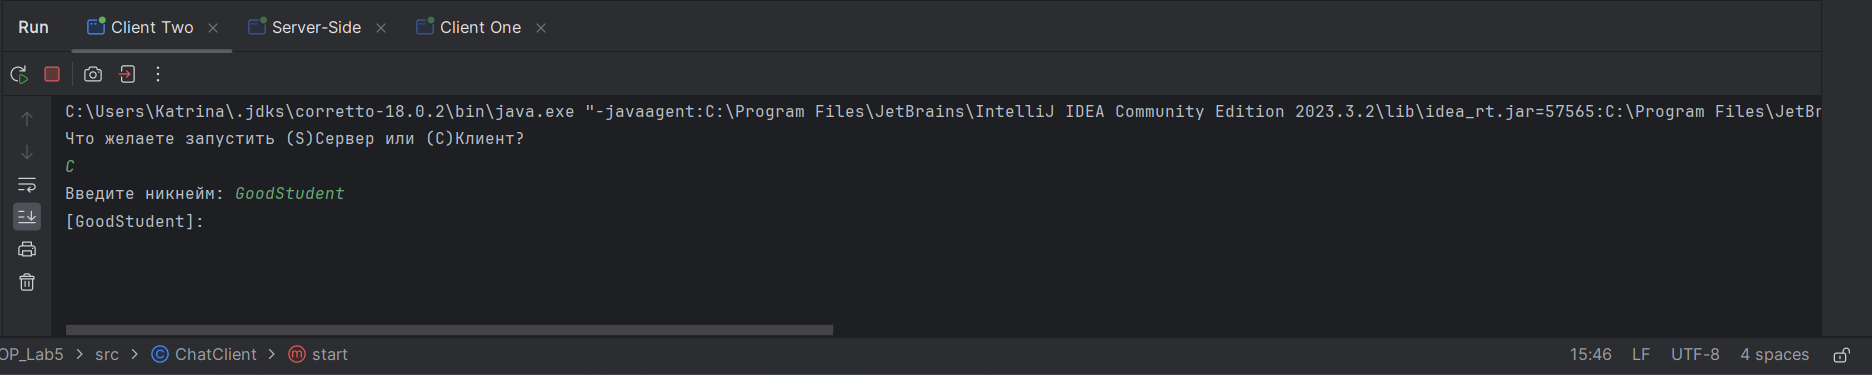 Run Client Two Server-Side Client One
C:\Users\Katrina\.jdks\corretto-18.0.2\bin\java.exe "-javaagent:C:\Program Files\JetBrains\IntelliJ IDEA Community Edition 2023.3.2\lib\idea_rt.jar=57565:C:\Program Files\JetBr
Что желаете запустить (S)Сервер или (C)Клиент?
C
Введите никнейм: GoodStudent
[GoodStudent]:
OP_Lab5 > src > ChatClient > start 15:46 LF UTF-8 4 spaces